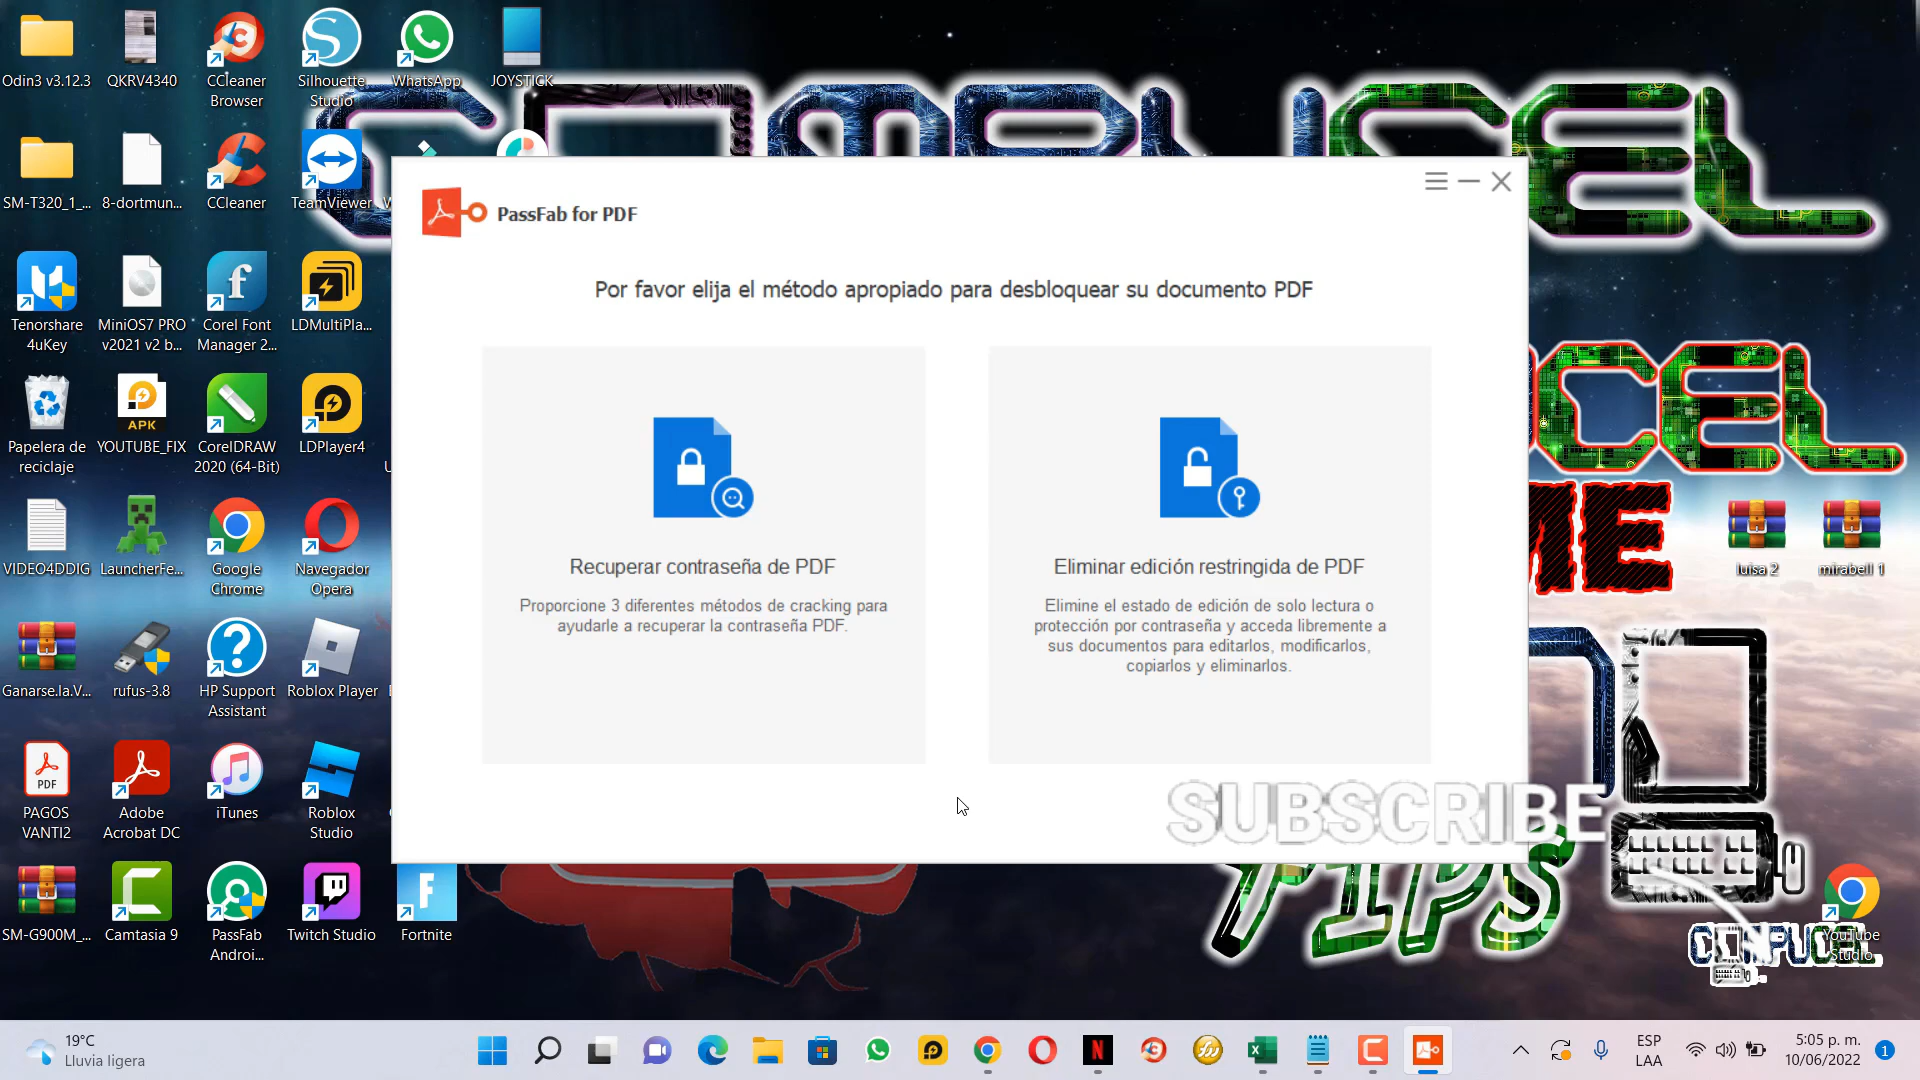 Odin3 v3.12.3
QKRV4340
CCleaner
Browser
Silhouette
Studio
WhatsApp
JOYSTICK
SM-T320_1_...
8-dortmun...
CCleaner
TeamViewer
Tenorshare
4uKey
MiniOS7 PRO
v2021 v2 b...
Corel Font
Manager 2...
LDMultiPla...
Papelera de
reciclaje
APK
YOUTUBE_FIX
CorelDRAW
2020 (64-Bit)
LDPlayer4
VIDEO4DDIG
LauncherFe...
Google
Chrome
Navegador
Opera
Ganarse.la.V...
rufus-3.8
HP Support
Assistant
Roblox Player
PDF
PAGOS
VANTI2
Adobe
Acrobat DC
iTunes
Roblox
Studio
SM-G900M_...
Camtasia 9
PassFab
Androi...
Twitch Studio
Fortnite
PassFab for PDF
Por favor elija el método apropiado para desbloquear su documento PDF
Recuperar contraseña de PDF
Proporcione 3 diferentes métodos de cracking para
ayudarle a recuperar la contraseña PDF.
Eliminar edición restringida de PDF
Elimine el estado de edición de solo lectura o
protección por contraseña y acceda libremente a
sus documentos para editarlos, modificarlos,
copiarlos y eliminarlos.
SUBSCRIBE
COMPUCEL
CEL
ME
TIPS
luisa 2
mirabell 1
COMPUCEL
YouTube
Studio
19°C
Lluvia ligera
ESP
LAA
5:05 p. m.
10/06/2022
1